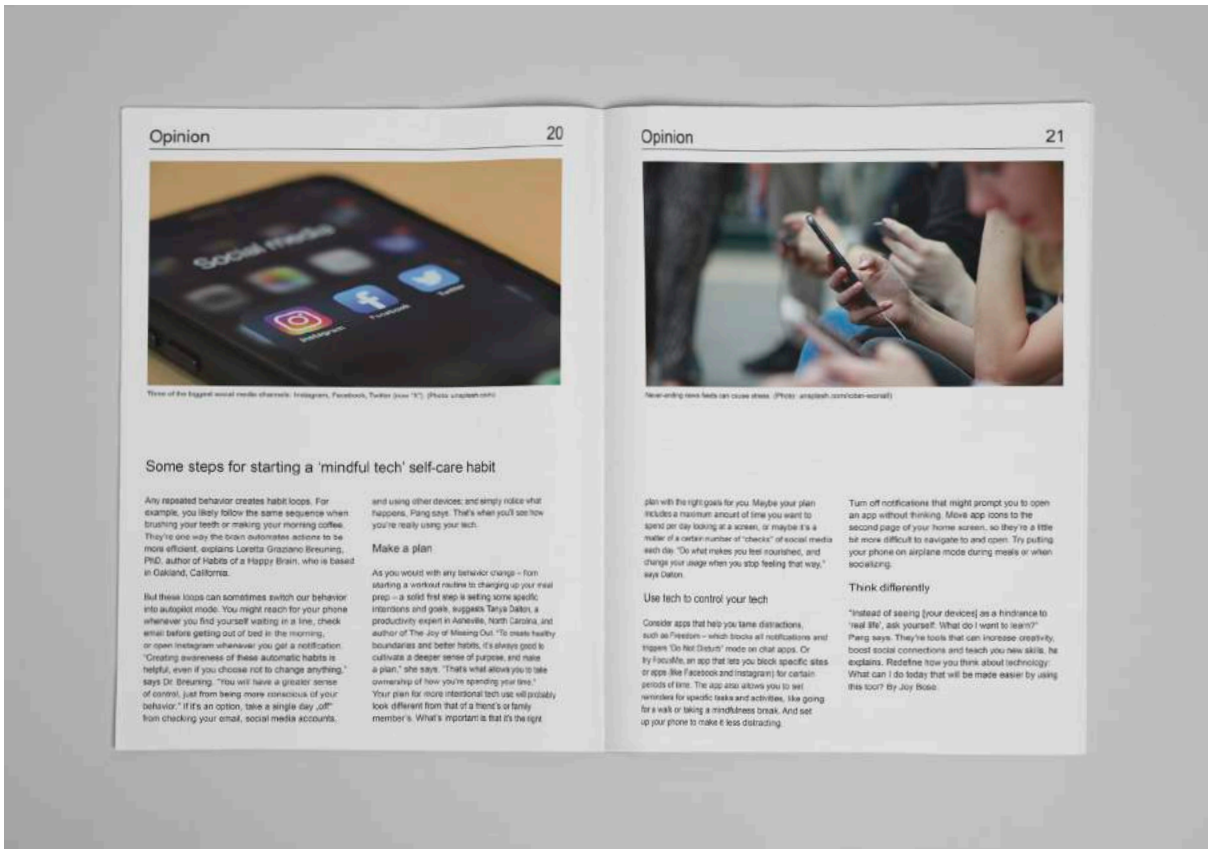 Opinion
20
Social media
Instagram
Facebook
Twitter
Three of the biggest social media channels: Instagram, Facebook, Twitter (now "X"). (Photo: unsplash.com)
Some steps for starting a 'mindful tech' self-care habit
Any repeated behavior creates habit loops. For
example, you likely follow the same sequence when
brushing your teeth or making your morning coffee.
They're one way the brain automates actions to be
more efficient, explains Loretta Graziano Breuning,
PhD, author of Habits of a Happy Brain, who is based
in Oakland, California.
But these loops can sometimes switch our behavior
into autopilot mode. You might reach for your phone
whenever you find yourself waiting in a line, check
email before getting out of bed in the morning,
or open Instagram whenever you get a notification.
"Creating awareness of these automatic habits is
helpful, even if you choose not to change anything,"
says Dr. Breuning. "You will have a greater sense
of control, just from being more conscious of your
behavior." If it's an option, take a single day „off"
from checking your email, social media accounts,
and using other devices; and simply notice what
happens, Pang says. That's when you'll see how
you're really using your tech.
Make a plan
As you would with any behavior change – from
starting a workout routine to changing up your meal
prep – a solid first step is setting some specific
intentions and goals, suggests Tanya Dalton, a
productivity expert in Asheville, North Carolina, and
author of The Joy of Missing Out. "To create healthy
boundaries and better habits, it's always good to
cultivate a deeper sense of purpose, and make
a plan," she says. "That's what allows you to take
ownership of how you're spending your time."
Your plan for more intentional tech use will probably
look different from that of a friend's or family
member's. What's important is that it's the right
Opinion
21
Never-ending news feeds can cause stress. (Photo: unsplash.com/
plan with the right goals for you. Maybe your plan
includes a maximum amount of time you want to
spend per day looking at a screen, or maybe it's a
matter of a certain number of "checks" of social media
each day. "Do what makes you feel nourished, and
change your usage when you stop feeling that way,"
says Dalton.
Use tech to control your tech
Consider apps that help you tame distractions,
such as Freedom – which blocks all notifications and
triggers "Do Not Disturb" mode on chat apps. Or
try FocusMe, an app that lets you block specific sites
or apps (like Facebook and Instagram) for certain
periods of time. The app also allows you to set
reminders for specific tasks and activities, like going
for a walk or taking a mindfulness break. And set
up your phone to make it less distracting.
Turn off notifications that might prompt you to open
an app without thinking. Move app icons to the
second page of your home screen, so they're a little
bit more difficult to navigate to and open. Try putting
your phone on airplane mode during meals or when
socializing.
Think differently
"Instead of seeing [your devices] as a hindrance to
'real life', ask yourself: What do I want to learn?"
Pang says. They're tools that can increase creativity,
boost social connections and teach you new skills, he
explains. Redefine how you think about technology:
What can I do today that will be made easier by using
this tool? By Joy Bose.